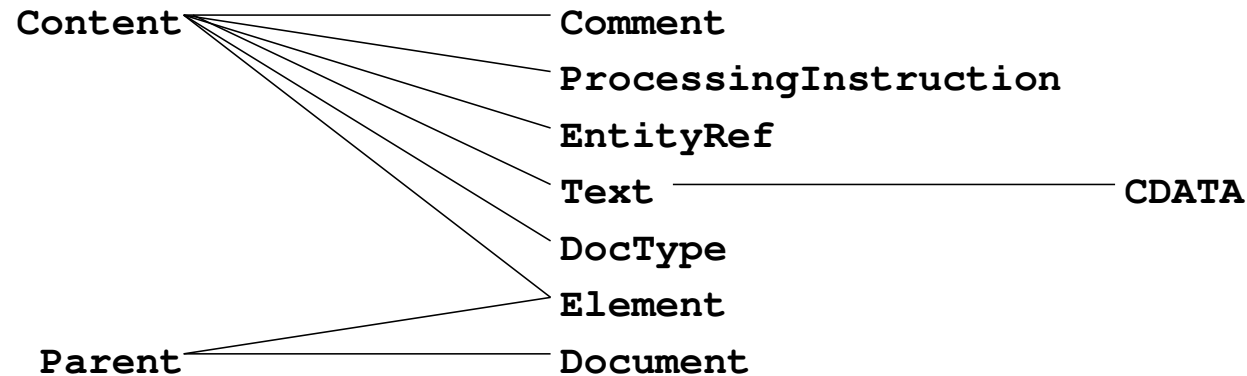 Content Comment
ProcessingInstruction
EntityRef
Text CDATA
DocType
Element
Parent Document